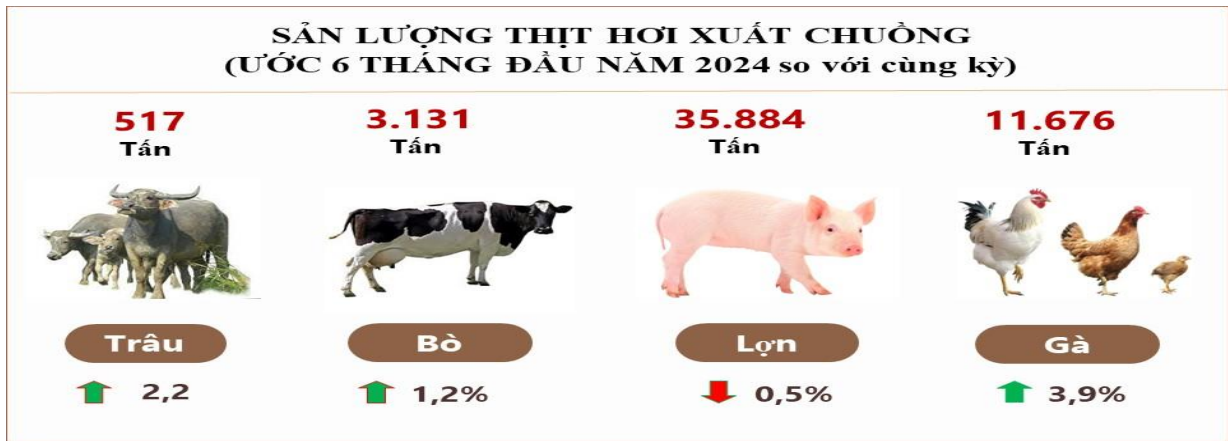 SẢN LƯỢNG THỊT HƠI XUẤT CHUỒNG
(ƯỚC 6 THÁNG ĐẦU NĂM 2024 so với cùng kỳ)
517 3.131 35.884 11.676
Tấn Tấn Tấn Tấn
Trâu Bò Lợn Gà
2,2 1,2% 0,5% 3,9%